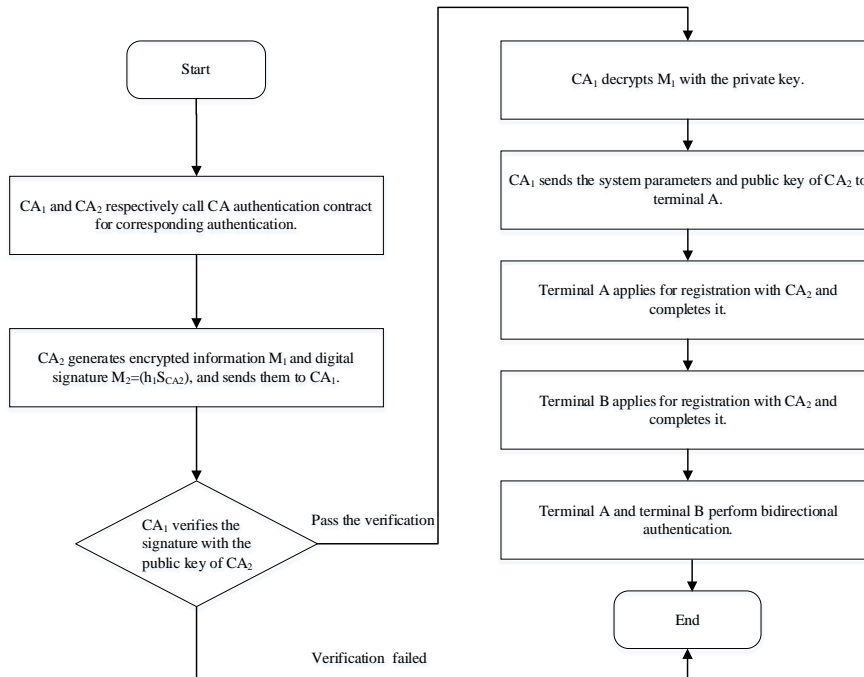 Start
CA₁ and CA₂ respectively call CA authentication contract
for corresponding authentication.
CA₂ generates encrypted information M₁ and digital
signature M₂=(h₁S_CA2), and sends them to CA₁.
CA₁ verifies the
signature with the
public key of CA₂
Pass the verification
Verification failed
CA₁ decrypts M₁ with the private key.
CA₁ sends the system parameters and public key of CA₂ to
terminal A.
Terminal A applies for registration with CA₂ and
completes it.
Terminal B applies for registration with CA₂ and
completes it.
Terminal A and terminal B perform bidirectional
authentication.
End